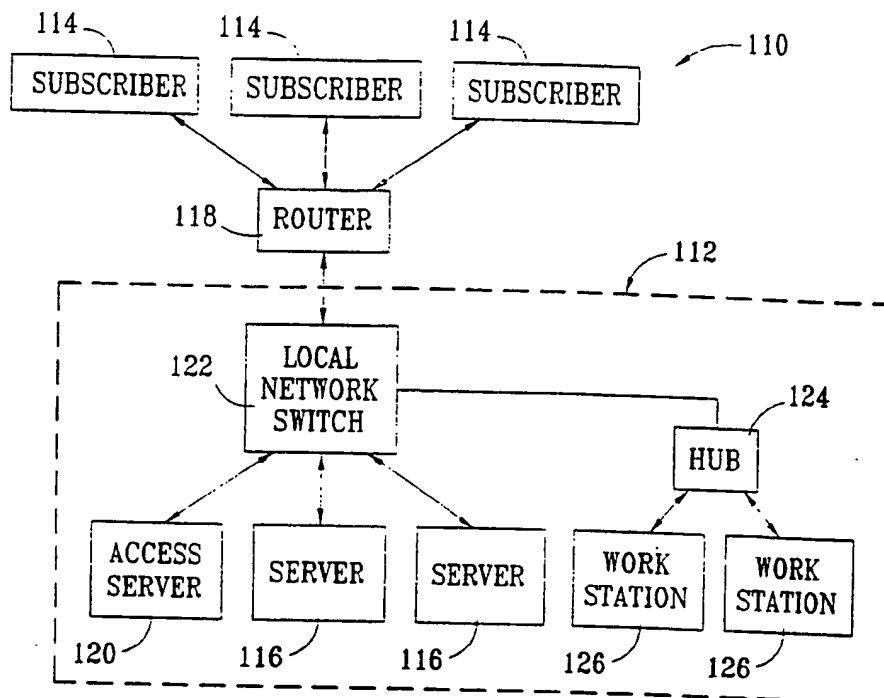 114
114
114
110
SUBSCRIBER
SUBSCRIBER
SUBSCRIBER
118
ROUTER
112
122
LOCAL
NETWORK
SWITCH
124
HUB
ACCESS
SERVER
SERVER
SERVER
WORK
STATION
WORK
STATION
120
116
116
126
126